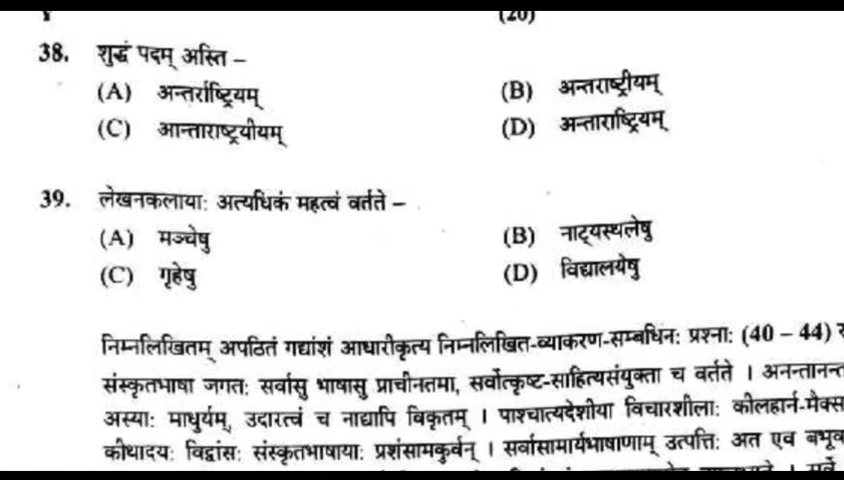 (20)
38. शुद्धं पदम् अस्ति –
(A) अन्तर्राष्ट्रियम् (B) अन्तराष्ट्रीयम्
(C) आन्ताराष्ट्रयीयम् (D) अन्ताराष्ट्रियम्
39. लेखनकलायाः अत्यधिकं महत्वं वर्तते –
(A) मञ्चेषु (B) नाट्यस्थलेषु
(C) गृहेषु (D) विद्यालयेषु
निम्नलिखितम् अपठितं गद्यांशं आधारीकृत्य निम्नलिखित-व्याकरण-सम्बधिनः प्रश्नाः (40 – 44)
संस्कृतभाषा जगतः सर्वासु भाषासु प्राचीनतमा, सर्वोत्कृष्ट-साहित्यसंयुक्ता च वर्तते । अनन्तानन्त
अस्याः माधुर्यम्, उदारत्वं च नाद्यापि विकृतम् । पाश्चात्यदेशीया विचारशीलाः कीलहार्न-मैक्स
कीथादयः विद्वांसः संस्कृतभाषायाः प्रशंसामकुर्वन् । सर्वासामार्यभाषाणाम् उत्पत्तिः अत एव बभूव